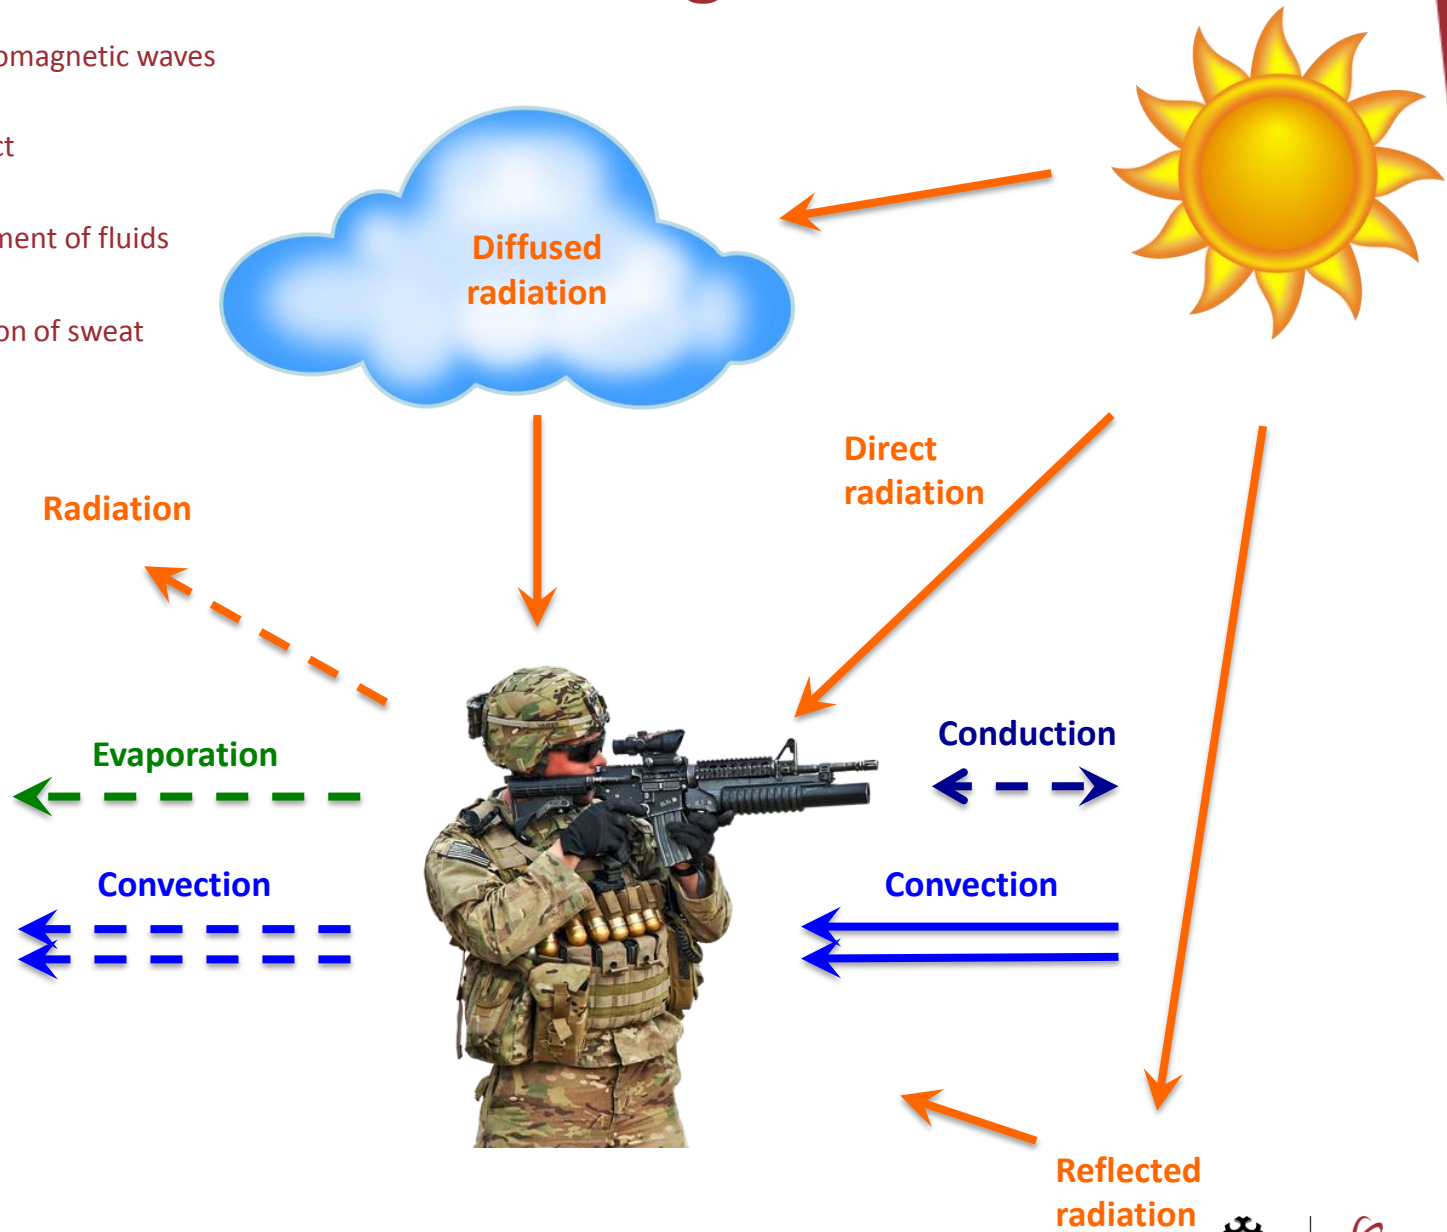 omagnetic waves
ct
ment of fluids
on of sweat
Diffused
radiation
Direct
radiation
Radiation
Evaporation
Conduction
Convection
Convection
Reflected
radiation